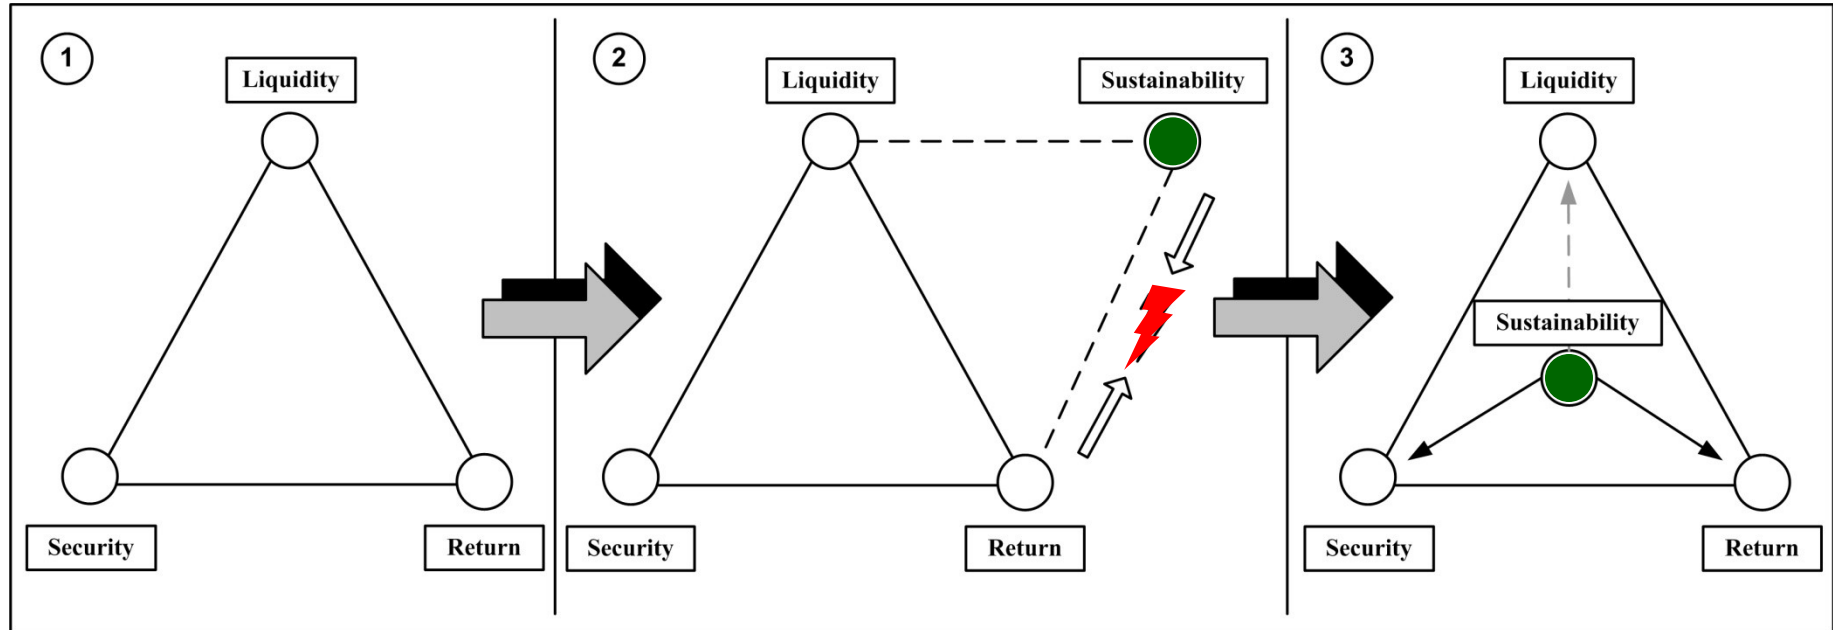 1
Liquidity
Security
Return
2
Liquidity
Sustainability
Security
Return
3
Liquidity
Sustainability
Security
Return